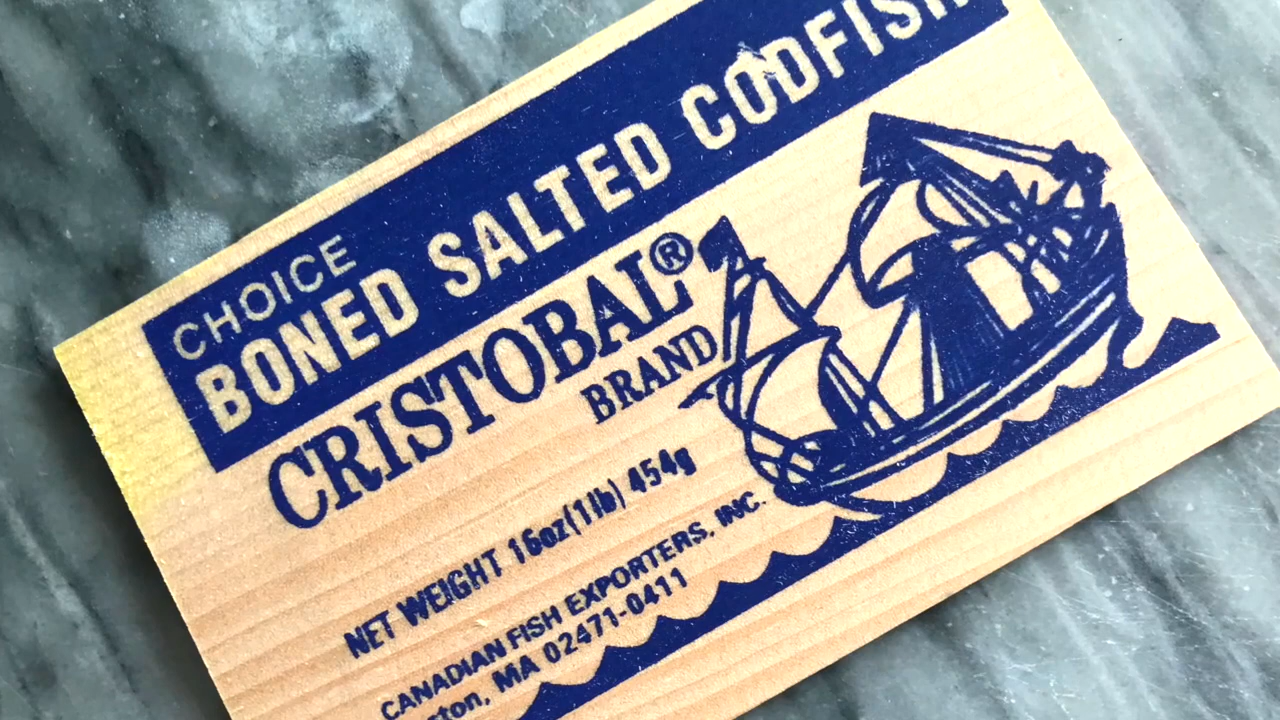 CHOICE
BONED SALTED CODFISH
CRISTOBAL®
BRAND
NET WEIGHT 16oz(1lb) 454g
CANADIAN FISH EXPORTERS, INC.
MA 02471-0411